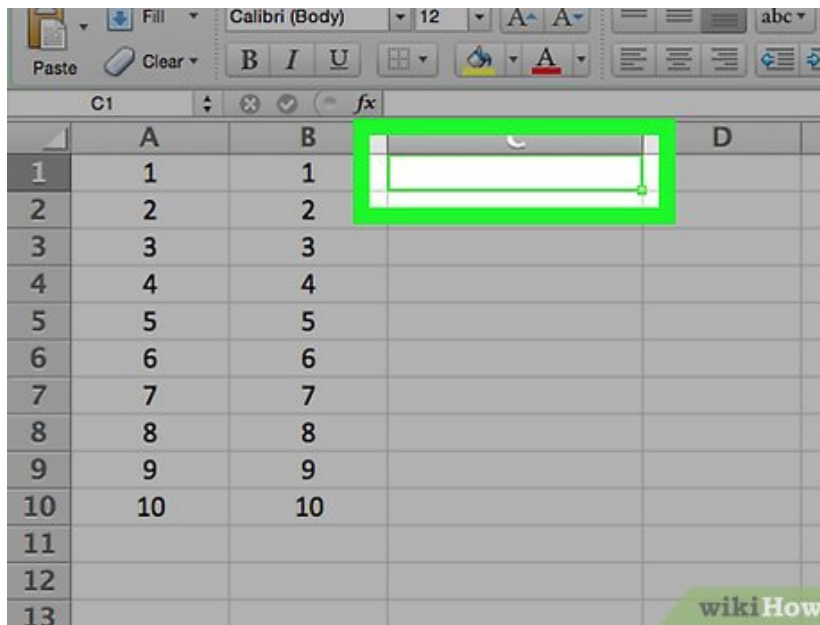 Fill Calibri (Body) 12 A A abc
Paste Clear B I U A
C1 fx
A B C D
1 1 1
2 2 2
3 3 3
4 4 4
5 5 5
6 6 6
7 7 7
8 8 8
9 9 9
10 10 10
11
12
13
wikiHow